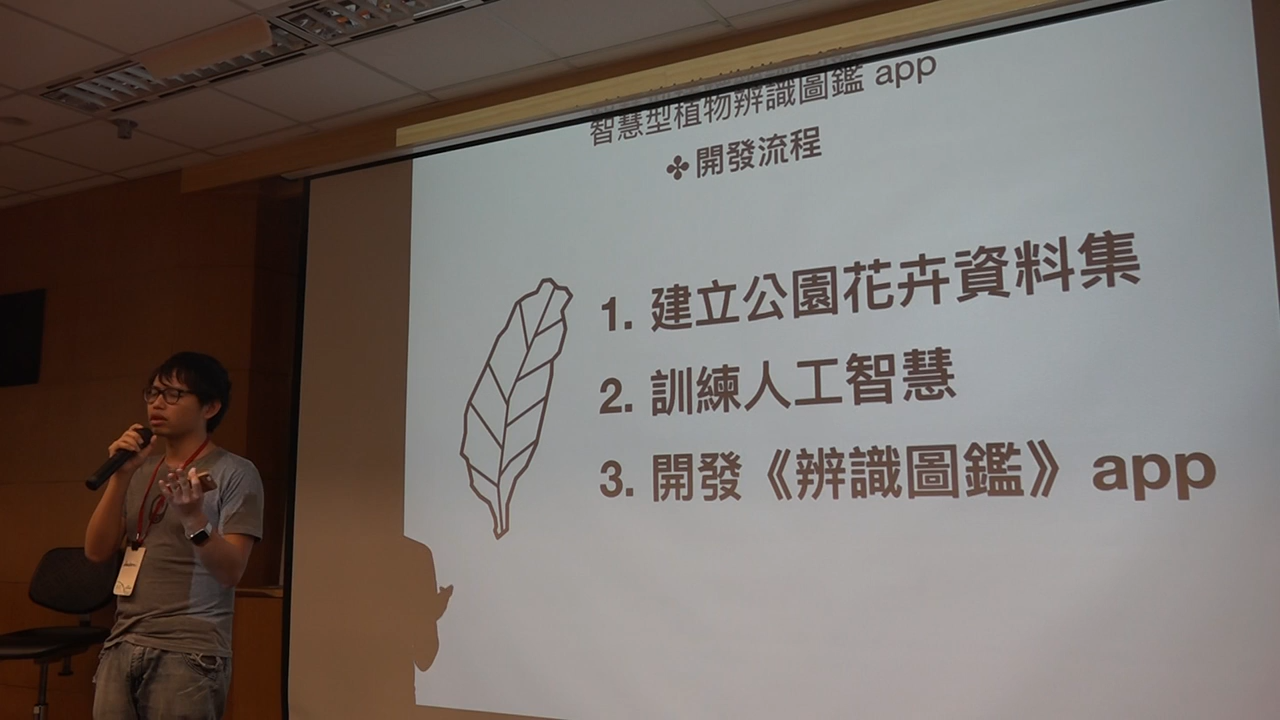 智慧型植物辨識圖鑑 app
✤ 開發流程
1. 建立公園花卉資料集
2. 訓練人工智慧
3. 開發《辨識圖鑑》app